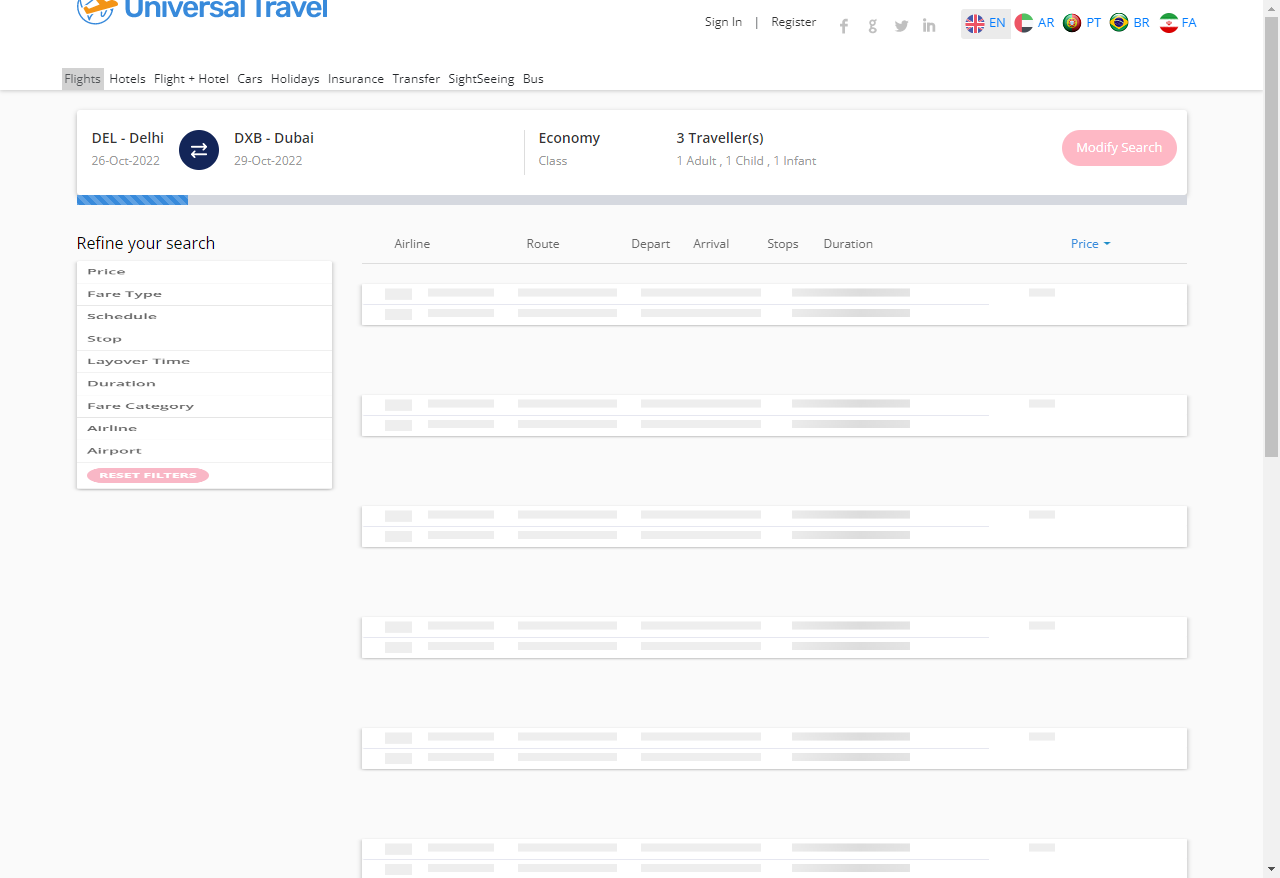 Universal Travel
Sign In | Register
EN AR PT BR FA
Flights Hotels Flight + Hotel Cars Holidays Insurance Transfer SightSeeing Bus
DEL - Delhi DXB - Dubai Economy 3 Traveller(s)
26-Oct-2022 29-Oct-2022 Class 1 Adult , 1 Child , 1 Infant
Modify Search
Refine your search
Airline Route Depart Arrival Stops Duration Price
Price
Fare Type
Schedule
Stop
Layover Time
Duration
Fare Category
Airline
Airport
RESET FILTERS